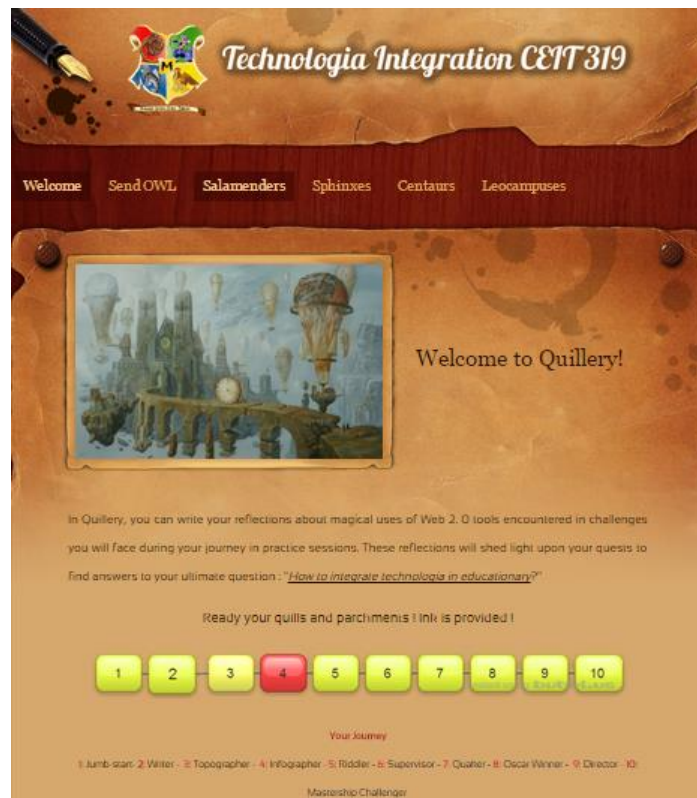 Technologia Integration CEIT 319
Welcome Send OWL Salamenders Sphinxes Centaurs Leocampuses
Welcome to Quillery!
In Quillery, you can write your reflections about magical uses of Web 2. 0 tools encountered in challenges
you will face during your journey in practice sessions. These reflections will shed light upon your quests to
find answers to your ultimate question : "How to integrate technologia in educationary?"
Ready your quills and parchments ! Ink is provided !
1 2 3 4 5 6 7 8 9 10
Your Journey
1: Jumb-start- 2: Writer - 3: Topographer - 4: Infographer - 5: Riddler - 6: Supervisor - 7: Quaher - 8: Oscar Winner - 9: Director - 10:
Mastership Challenger